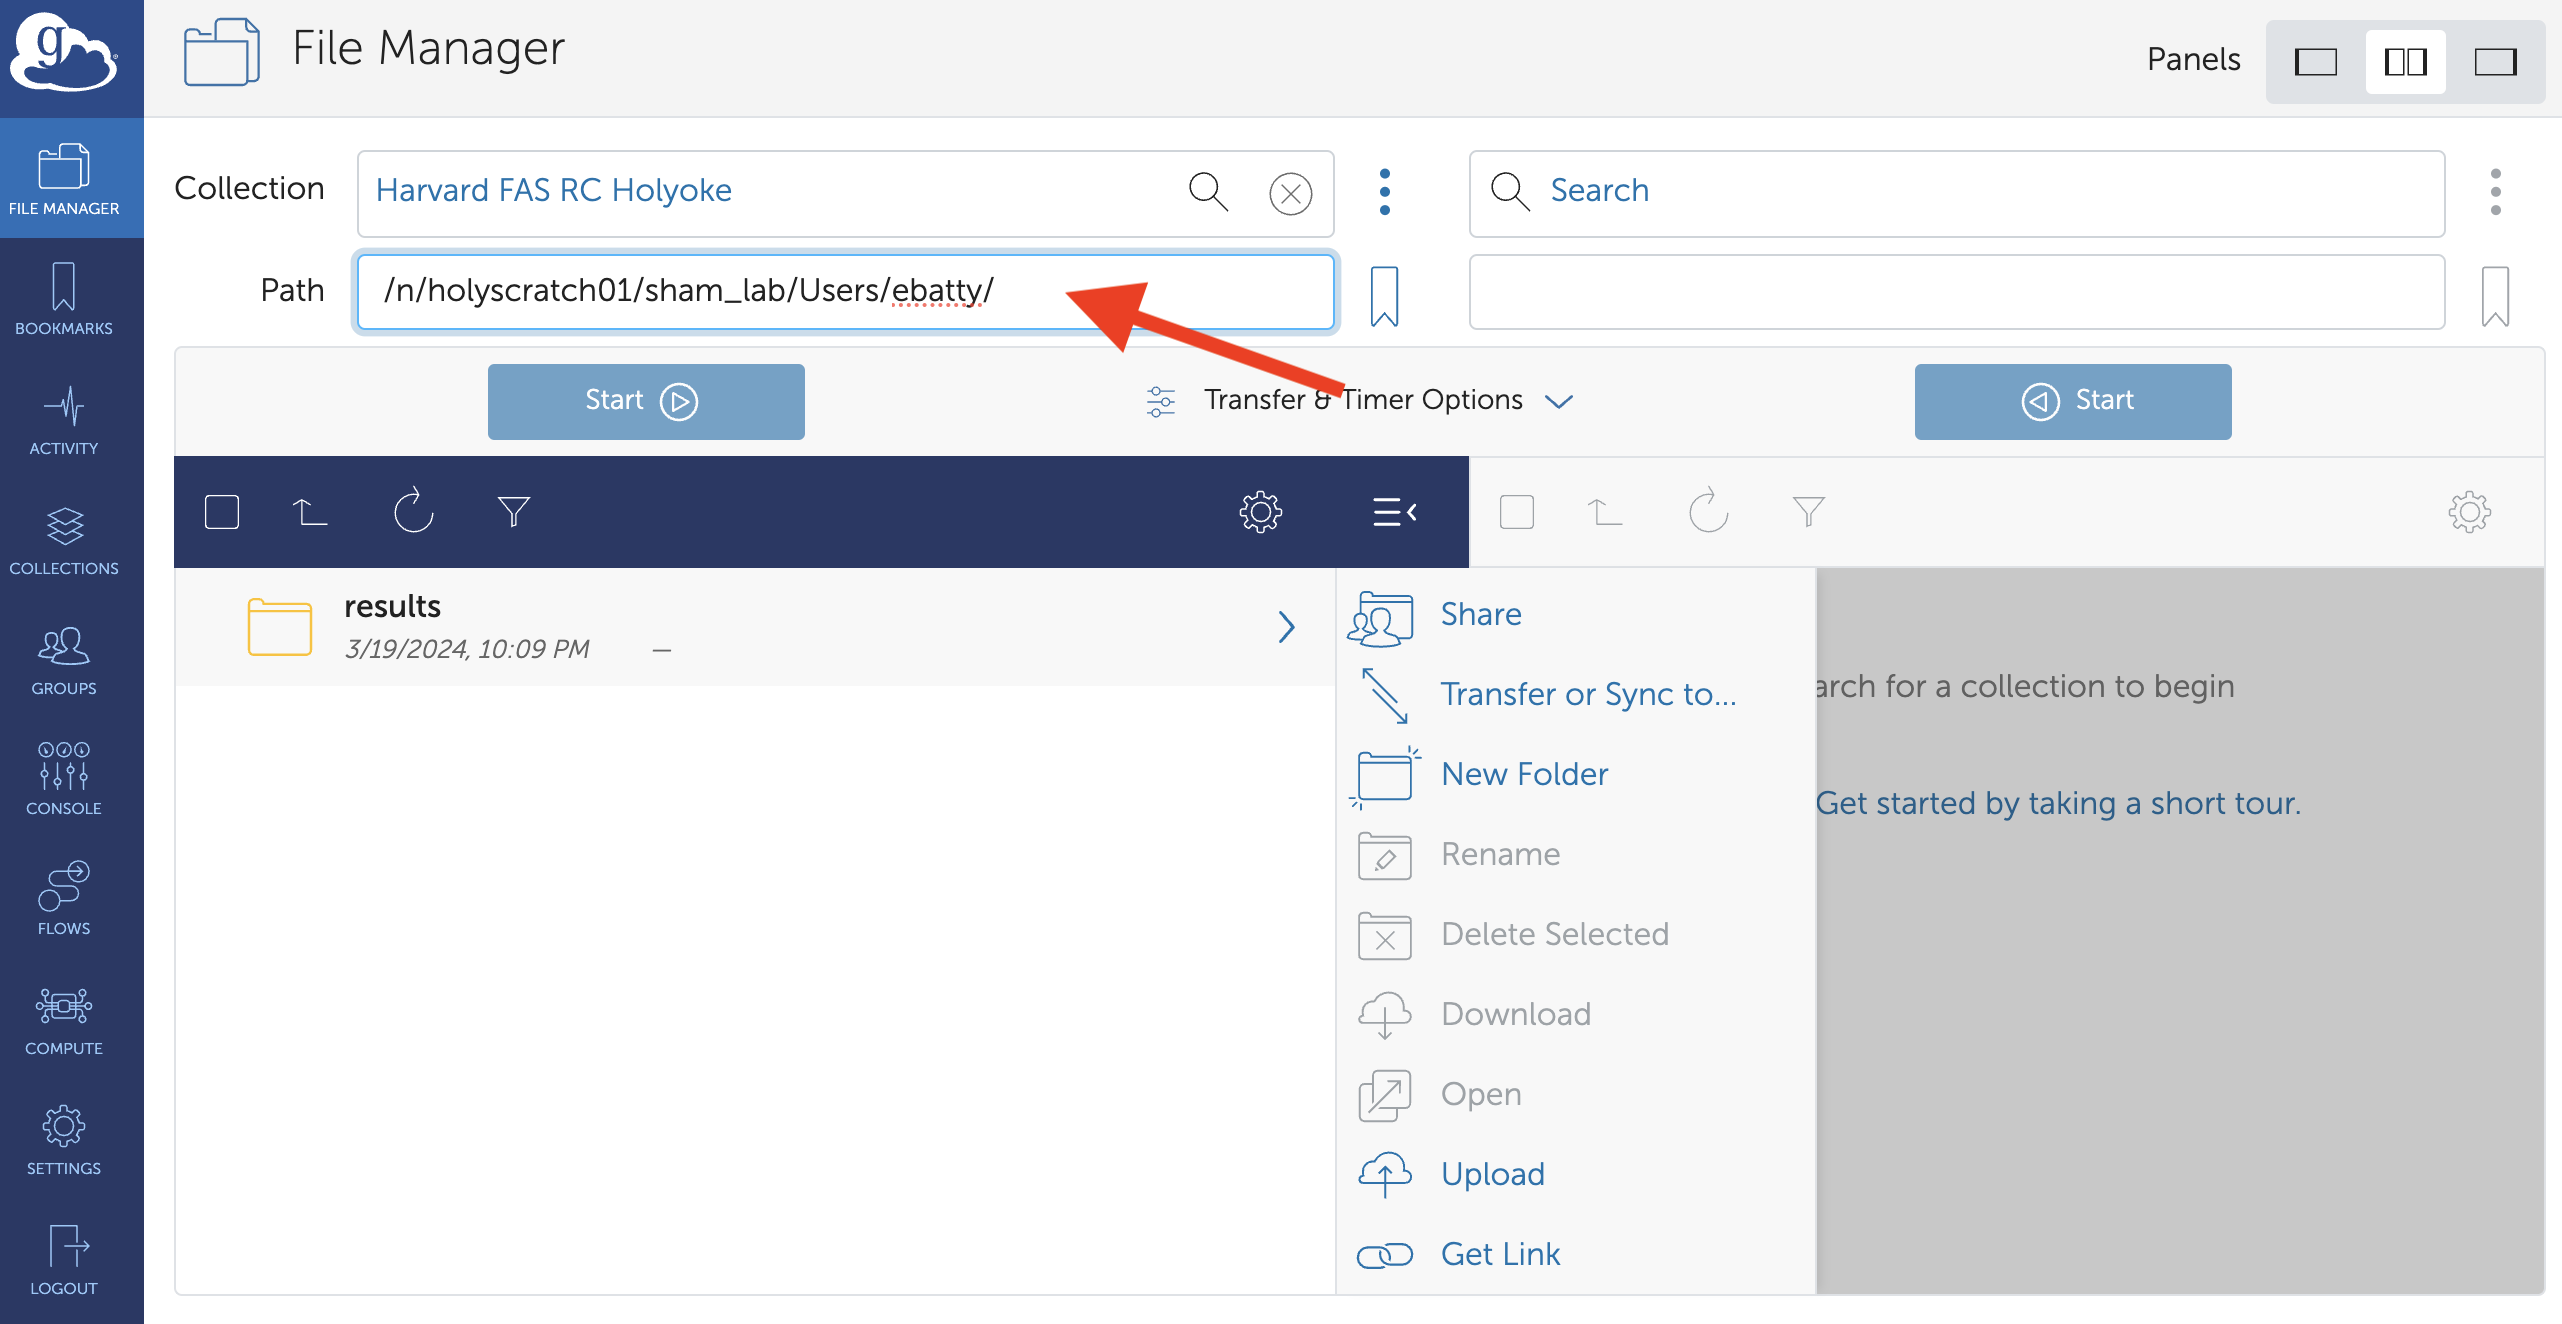 g
File Manager
Panels
FILE MANAGER
BOOKMARKS
ACTIVITY
COLLECTIONS
GROUPS
CONSOLE
FLOWS
COMPUTE
SETTINGS
LOGOUT
Collection
Harvard FAS RC Holyoke
Search
Path
/n/holyscratch01/sham_lab/Users/ebatty/
Start
Transfer & Timer Options
Start
results
3/19/2024, 10:09 PM —
Share
Transfer or Sync to...
New Folder
Rename
Delete Selected
Download
Open
Upload
Get Link
arch for a collection to begin
Get started by taking a short tour.